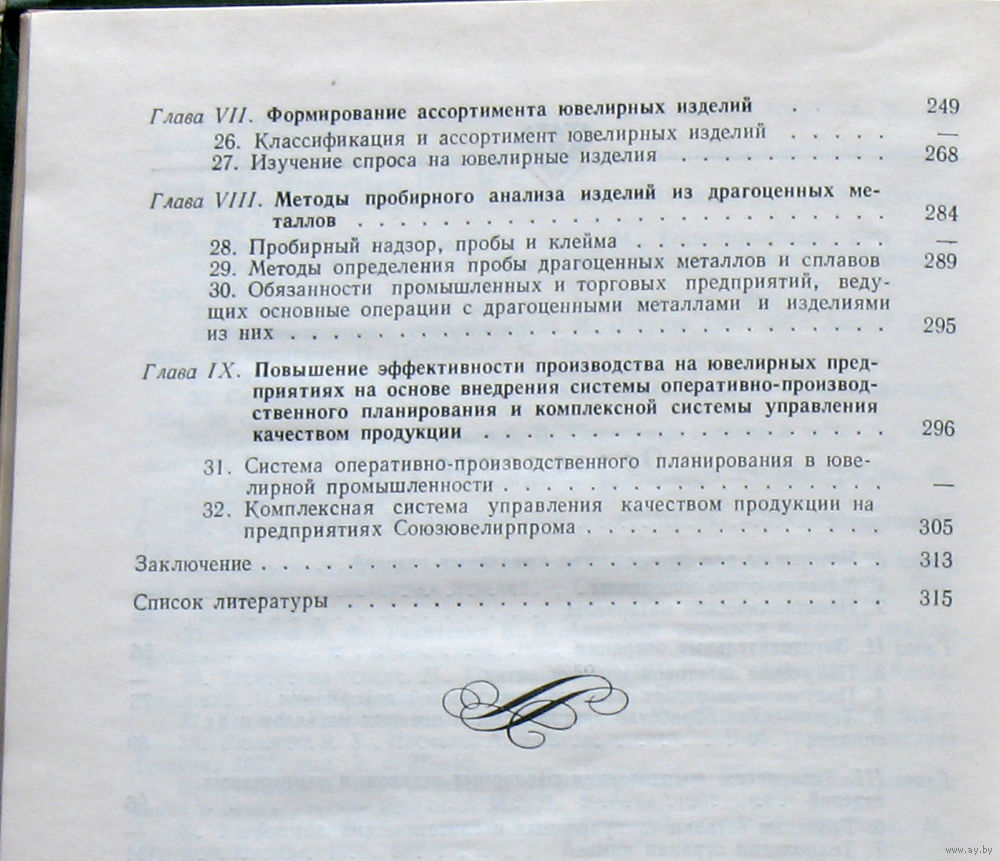 Глава VII. Формирование ассортимента ювелирных изделий . . 249
26. Классификация и ассортимент ювелирных изделий . . . . . —
27. Изучение спроса на ювелирные изделия . . . . . . . . . 268
Глава VIII. Методы пробирного анализа изделий из драгоценных ме-
таллов . . . . . . . . . . . . . . . . . . . 284
28. Пробирный надзор, пробы и клейма . . . . . . . . . . —
29. Методы определения пробы драгоценных металлов и сплавов 289
30. Обязанности промышленных и торговых предприятий, веду-
щих основные операции с драгоценными металлами и изделиями
из них . . . . . . . . . . . . . . . . . . . . . . 295
Глава IX. Повышение эффективности производства на ювелирных пред-
приятиях на основе внедрения системы оперативно-производ-
ственного планирования и комплексной системы управления
качеством продукции . . . . . . . . . . . . . . 296
31. Система оперативно-производственного планирования в юве-
лирной промышленности . . . . . . . . . . . . . . —
32. Комплексная система управления качеством продукции на
предприятиях Союзювелирпрома . . . . . . . . . . . 305
Заключение . . . . . . . . . . . . . . . . . . . . . . . 313
Список литературы . . . . . . . . . . . . . . . . . . . . 315
www.ay.by